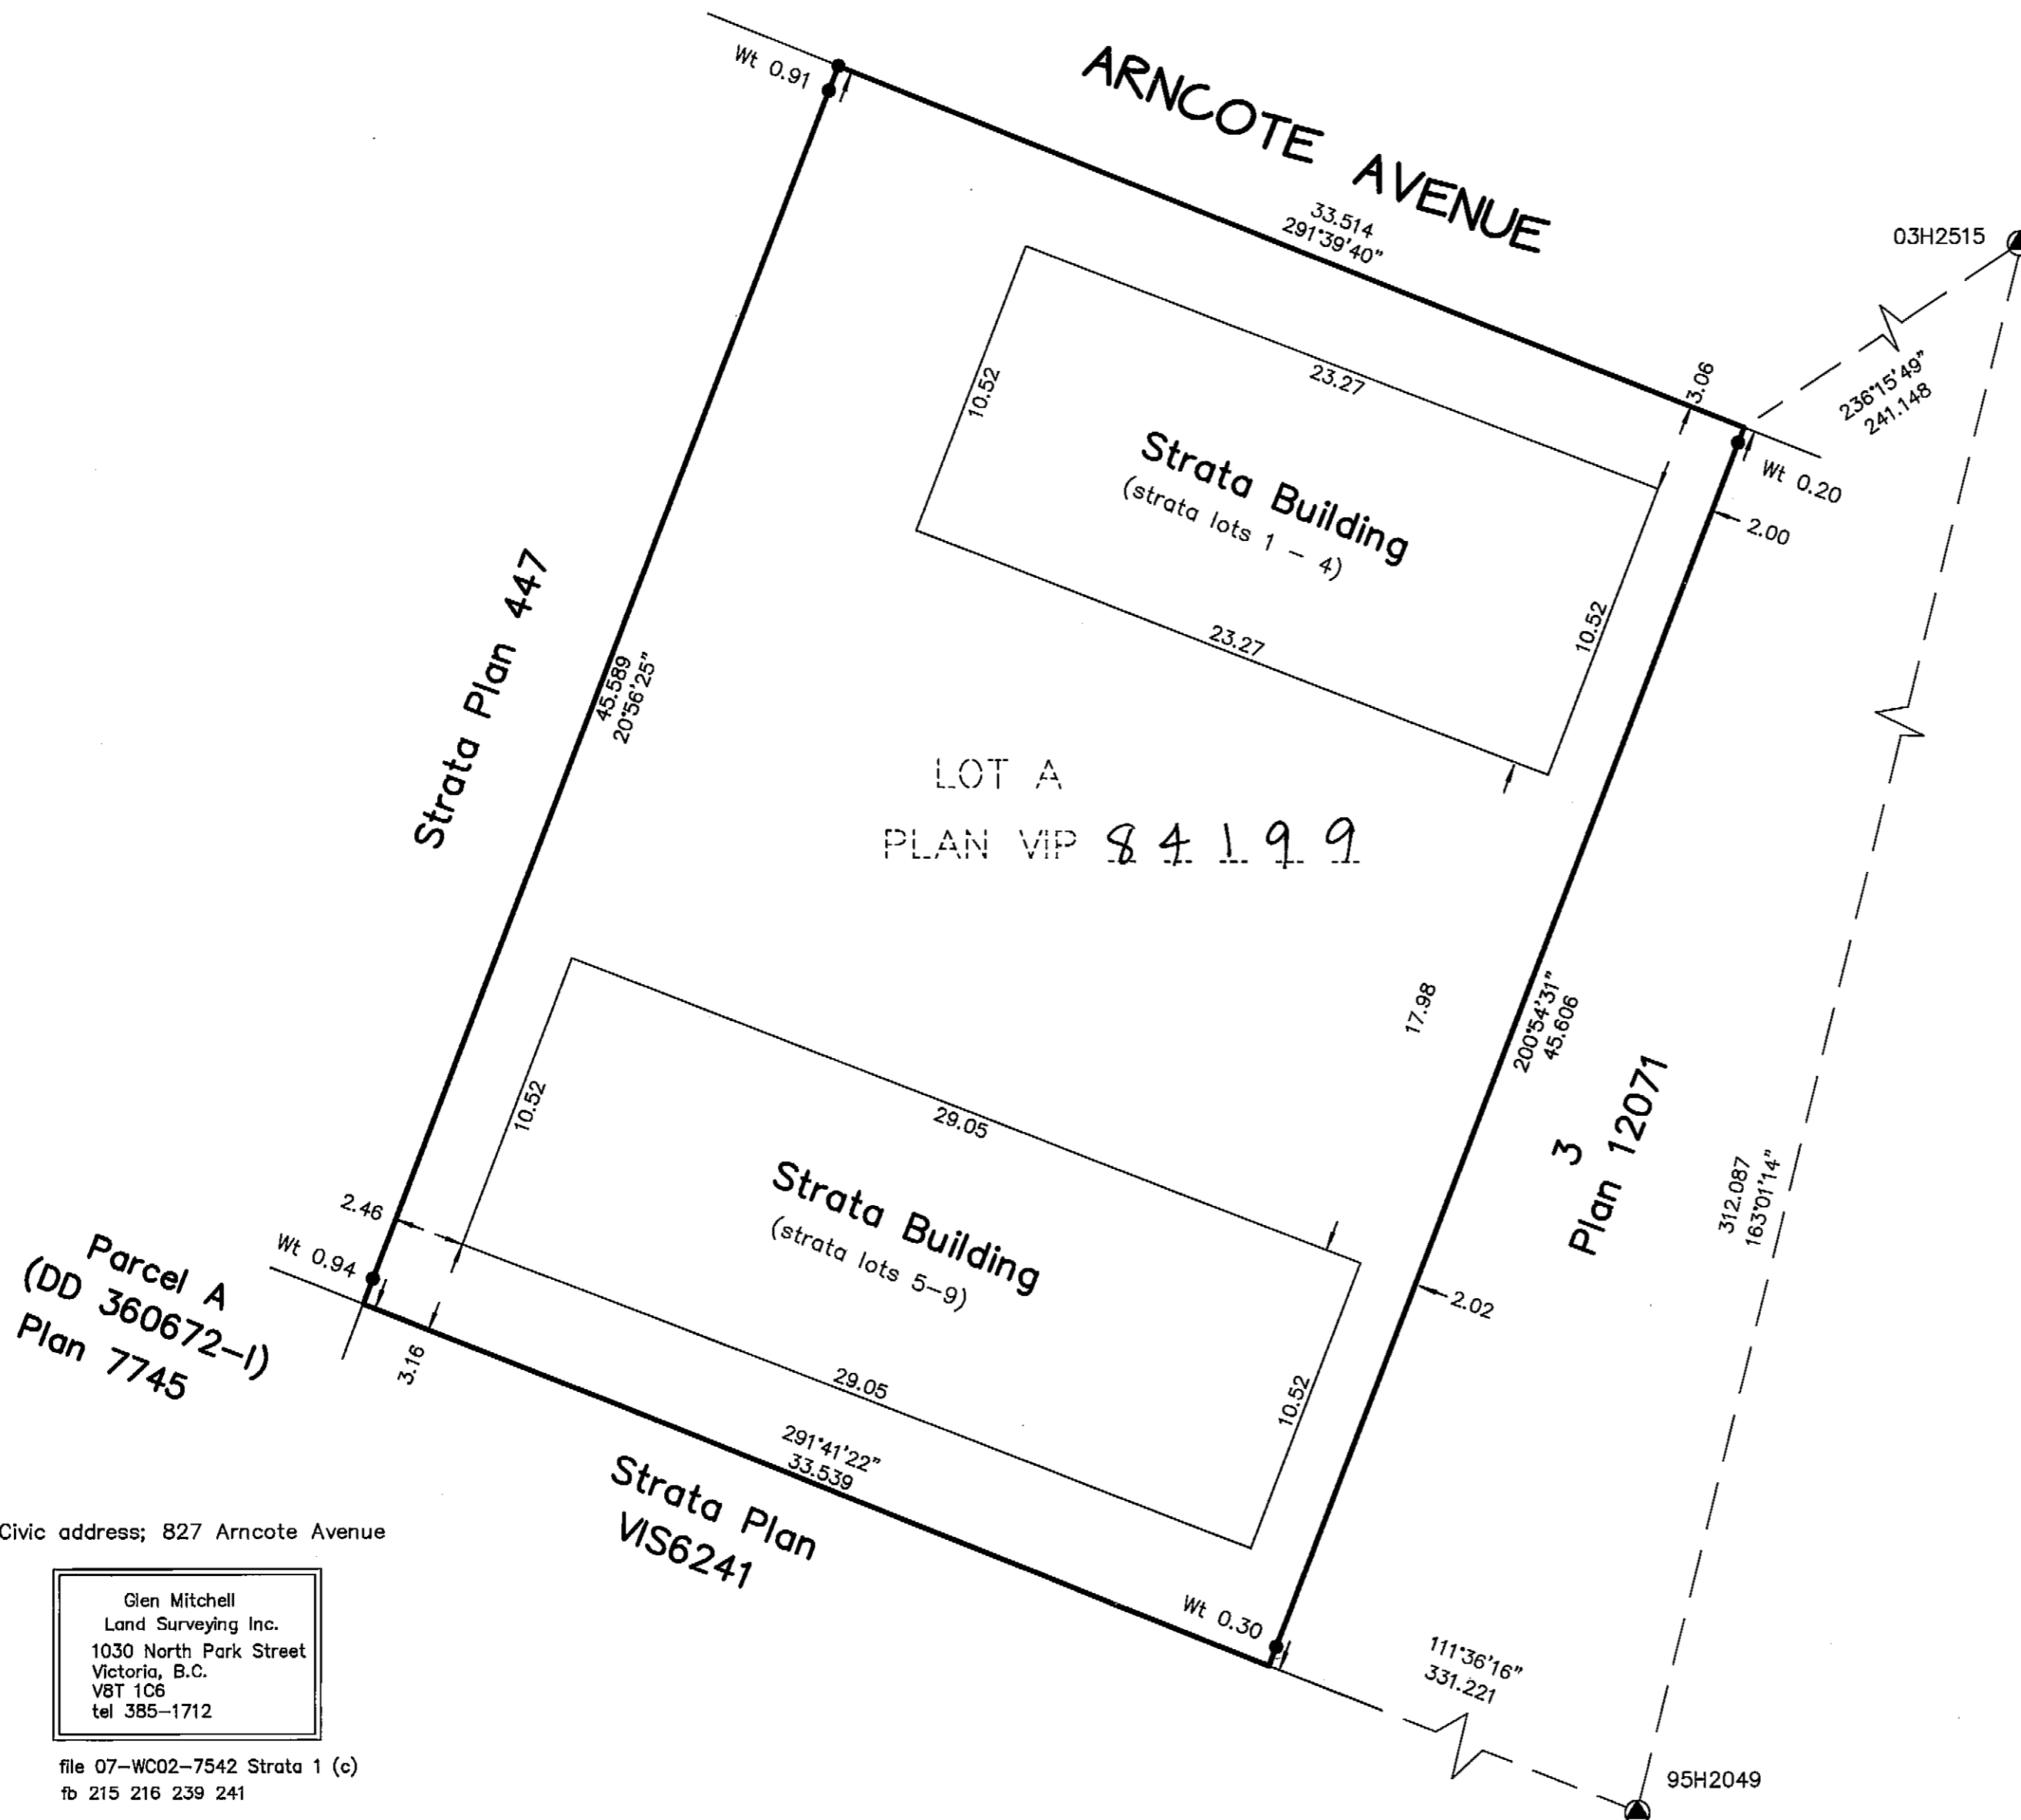 Wt 0.91
ARNCOTE AVENUE
33.514
291°39'40"
03H2515
236°15'49"
241.148
3.06
23.27
10.52
Strata Building
(strata lots 1 - 4)
Wt 0.20
2.00
10.52
23.27
Strata Plan 447
45.589
20°56'25"
LOT A
PLAN VIP 84199
17.98
200°54'31"
45.606
3
Plan 12071
312.087
163°01'14"
10.52
29.05
Strata Building
(strata lots 5-9)
2.46
Wt 0.94
Parcel A
(DD 360672-I)
Plan 7745
2.02
3.16
29.05
10.52
291°41'22"
33.539
Strata Plan
VIS6241
Wt 0.30
111°36'16"
331.221
95H2049
Civic address; 827 Arncote Avenue
Glen Mitchell
Land Surveying Inc.
1030 North Park Street
Victoria, B.C.
V8T 1C6
tel 385-1712
file 07-WC02-7542 Strata 1 (c)
fb 215 216 239 241